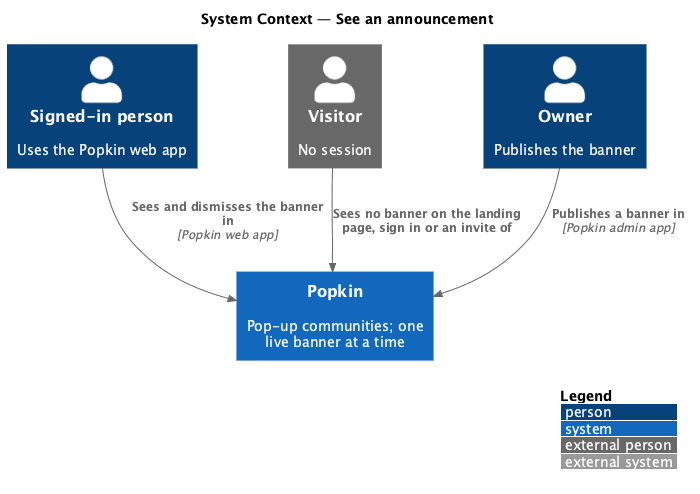 System Context — See an announcement
Signed-in person
Uses the Popkin web app
Visitor
No session
Owner
Publishes the banner
Sees and dismisses the banner
in
[Popkin web app]
Sees no banner on the landing
page, sign in or an invite of
Publishes a banner in
[Popkin admin app]
Popkin
Pop-up communities; one
live banner at a time
Legend
person
system
external person
external system